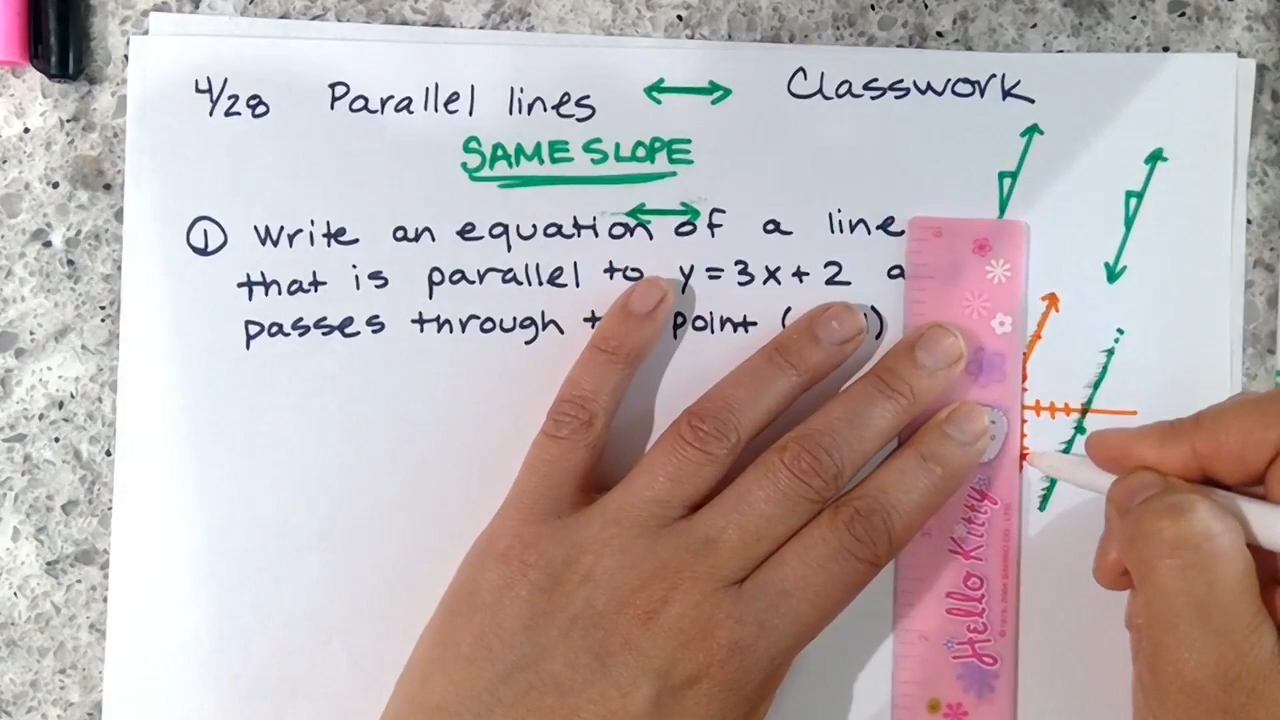 4/28 Parallel lines Classwork
SAME SLOPE
① Write an equation of a line
that is parallel to y=3x+2
passes through point
Hello Kitty